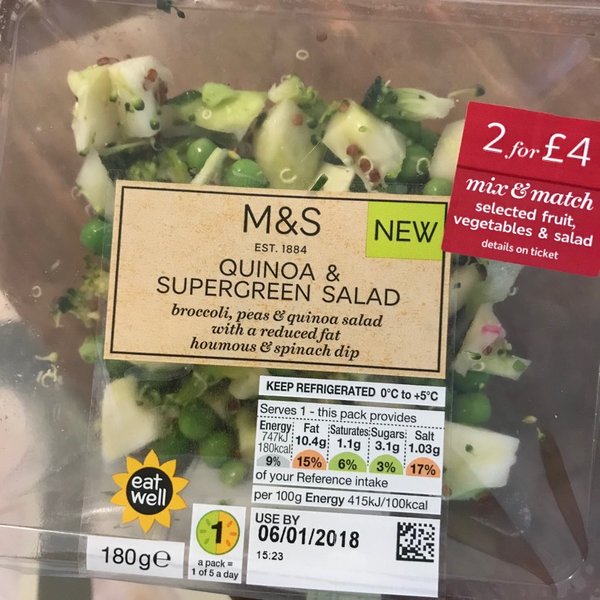 2 for £4
mix & match
selected fruit,
vegetables & salad
details on ticket
M&S
EST. 1884
NEW
QUINOA &
SUPERGREEN SALAD
broccoli, peas & quinoa salad
with a reduced fat
houmous & spinach dip
KEEP REFRIGERATED 0°C to +5°C
Serves 1 - this pack provides
Energy Fat Saturates Sugars Salt
747kJ 10.4g 1.1g 3.1g 1.03g
180kcal
9% 15% 6% 3% 17%
of your Reference intake
per 100g Energy 415kJ/100kcal
eat
well
180g℮
1
a pack =
1 of 5 a day
USE BY
06/01/2018
15:23